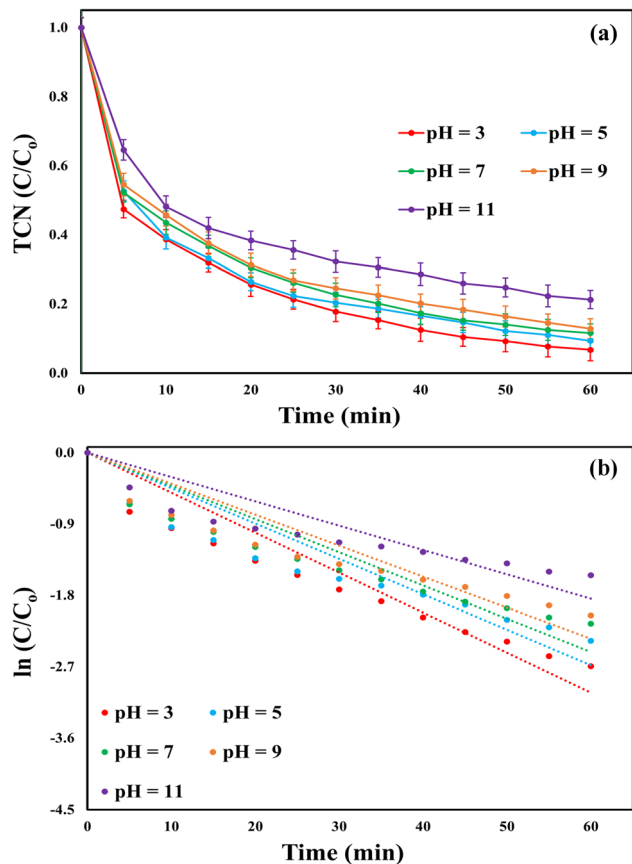 (a)
1.0
0.8
0.6
0.4
0.2
0.0
TCN (C/C₀)
pH = 3 pH = 5
pH = 7 pH = 9
pH = 11
0 10 20 30 40 50 60
Time (min)
(b)
0.0
-0.9
-1.8
-2.7
-3.6
-4.5
ln (C/C₀)
pH = 3 pH = 5
pH = 7 pH = 9
pH = 11
0 10 20 30 40 50 60
Time (min)